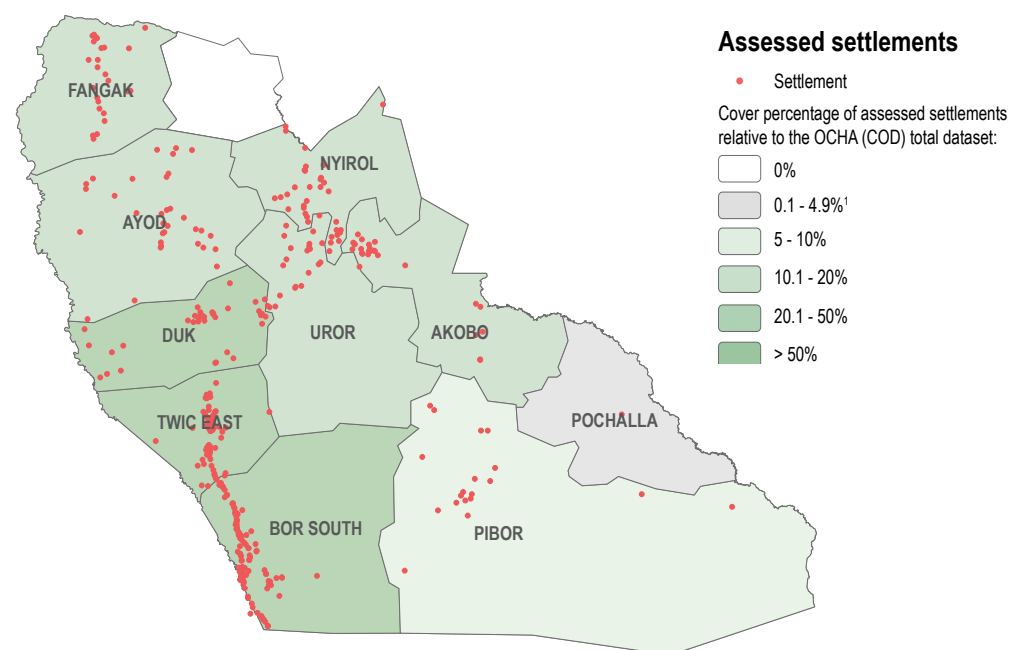 Assessed settlements
Settlement
Cover percentage of assessed settlements
relative to the OCHA (COD) total dataset:
0%
0.1 - 4.9%¹
5 - 10%
10.1 - 20%
20.1 - 50%
> 50%
FANGAK
NYIROL
AYOD
DUK
UROR
AKOBO
TWIC EAST
POCHALLA
BOR SOUTH
PIBOR